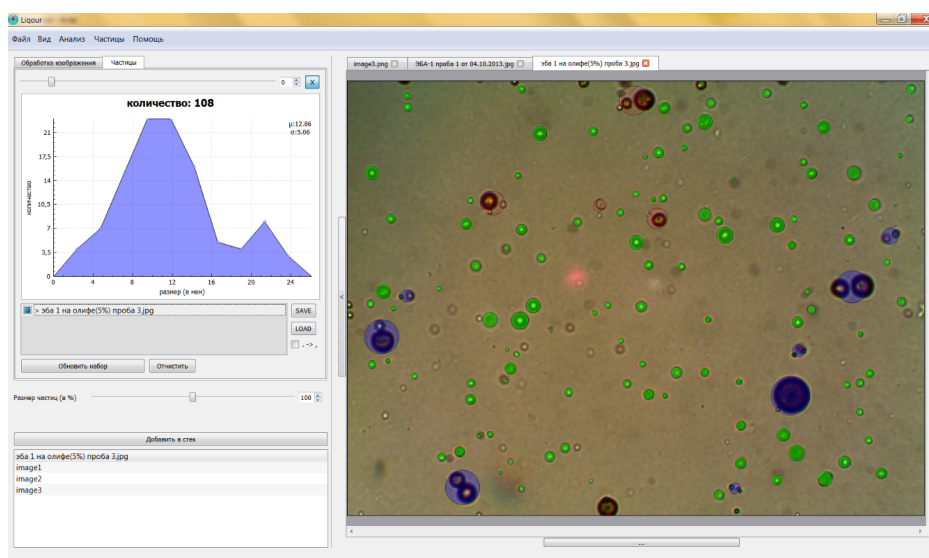 Liqour
Файл Вид Анализ Частицы Помощь
Обработка изображения Частицы
0 X
количество: 108
μ:12.86
σ:5.06
21
17,5
14
10,5
7
3,5
0
количество
0 4 8 12 16 20 24
размер (в мкм)
> эба 1 на олифе(5%) проба 3.jpg
SAVE
LOAD
. -> ,
Обновить набор Отчистить
Размер частиц (в %) 100
Добавить в стек
эба 1 на олифе(5%) проба 3.jpg
image1
image2
image3
image3.png ЭБА-1 проба 1 от 04.10.2013.jpg эба 1 на олифе(5%) проба 3.jpg
<
...